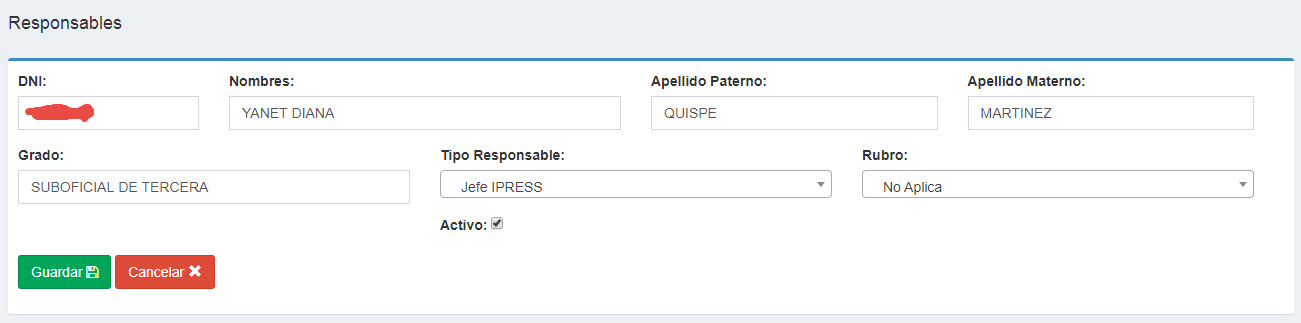 Responsables
DNI: Nombres: Apellido Paterno: Apellido Materno:
YANET DIANA QUISPE MARTINEZ
Grado: Tipo Responsable: Rubro:
SUBOFICIAL DE TERCERA Jefe IPRESS No Aplica
Activo:
Guardar Cancelar